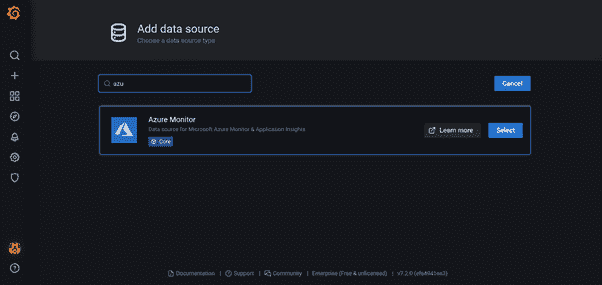 Add data source
Choose a data source type
azu
Cancel
Azure Monitor
Data source for Microsoft Azure Monitor & Application Insights
Core
Learn more
Select
Documentation | Support | Community | Enterprise (Free & unlicensed) | v7.2.0